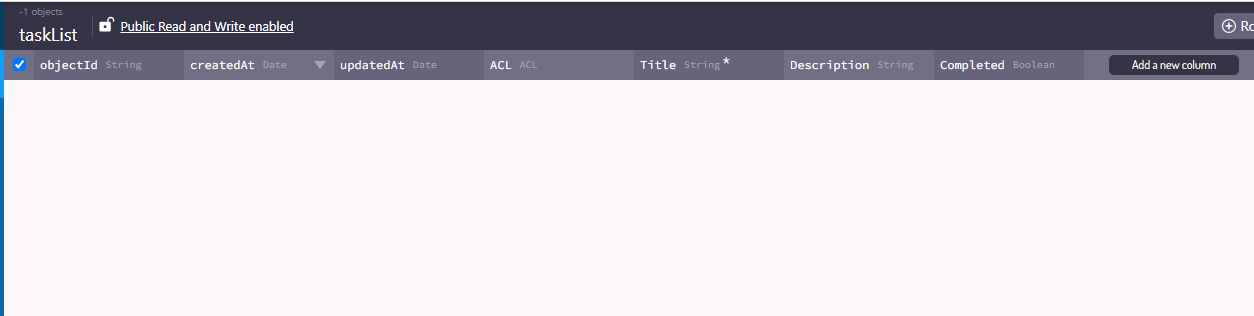 -1 objects
taskList
Public Read and Write enabled
objectId String createdAt Date updatedAt Date ACL ACL Title String* Description String Completed Boolean Add a new column